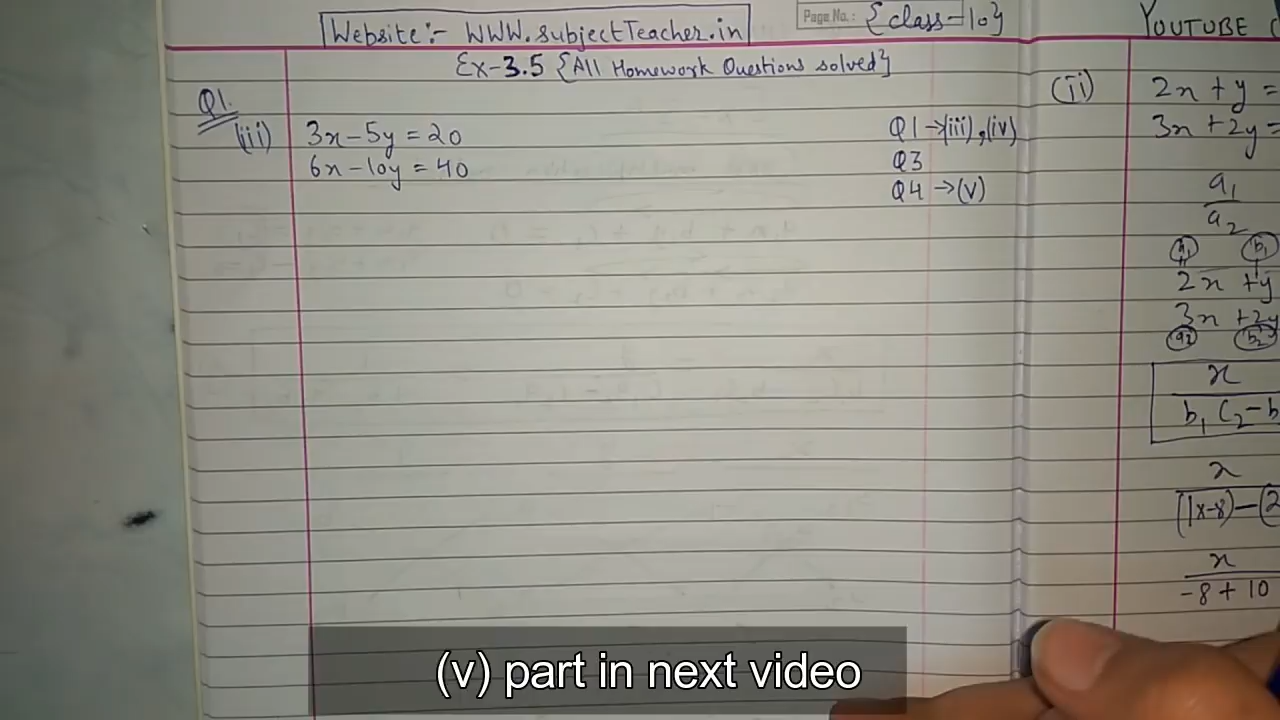 Website:- WWW.subjectTeacher.in
Page No.: {class-10}
YOUTUBE
Ex-3.5 {All Homework Questions solved}
Q1.
(iii) 3x-5y=20
6x-10y=40
Q1→(iii),(iv)
Q3
Q4→(v)
(ii) 2x+y=
3x+2y=
a₁
a₂
a₁ b₁
2x +y
3x +2y
a₂ b₂
x
b₁ C₂-b
x
(1x-8)-(2
x
-8+10
(v) part in next video